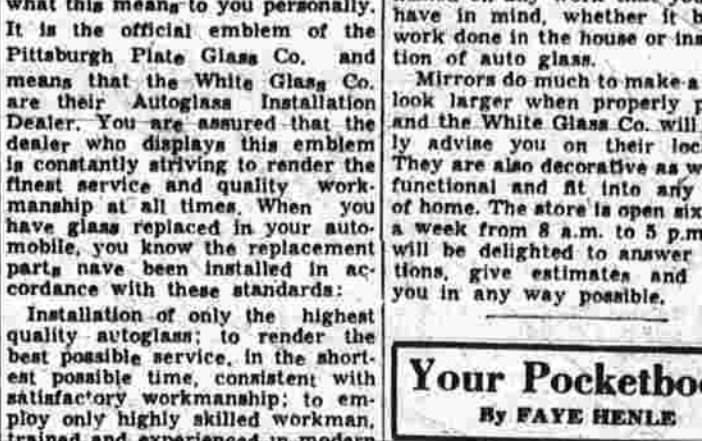 what this means to you personally.
It is the official emblem of the
Pittsburgh Plate Glass Co. and
means that the White Glass Co.
are their Autoglass Installation
Dealer. You are assured that the
dealer who displays this emblem
is constantly striving to render the
finest service and quality work-
manship at all times. When you
have glass replaced in your auto-
mobile, you know the replacement
parts nave been installed in ac-
cordance with these standards:
Installation of only the highest
quality autoglass; to render the
best possible service, in the short-
est possible time, consistent with
satisfactory workmanship; to em-
ploy only highly skilled workman,
trained and experienced in modern
have in mind, whether it b
work done in the house or ins
tion of auto glass.
Mirrors do much to make a
look larger when properly p
and the White Glass Co. will
ly advise you on their loc
They are also decorative as w
functional and fit into any
of home. The store is open six
a week from 8 a.m. to 5 p.m
will be delighted to answer
tions, give estimates and
you in any way possible.
Your Pocketboo
By FAYE HENLE